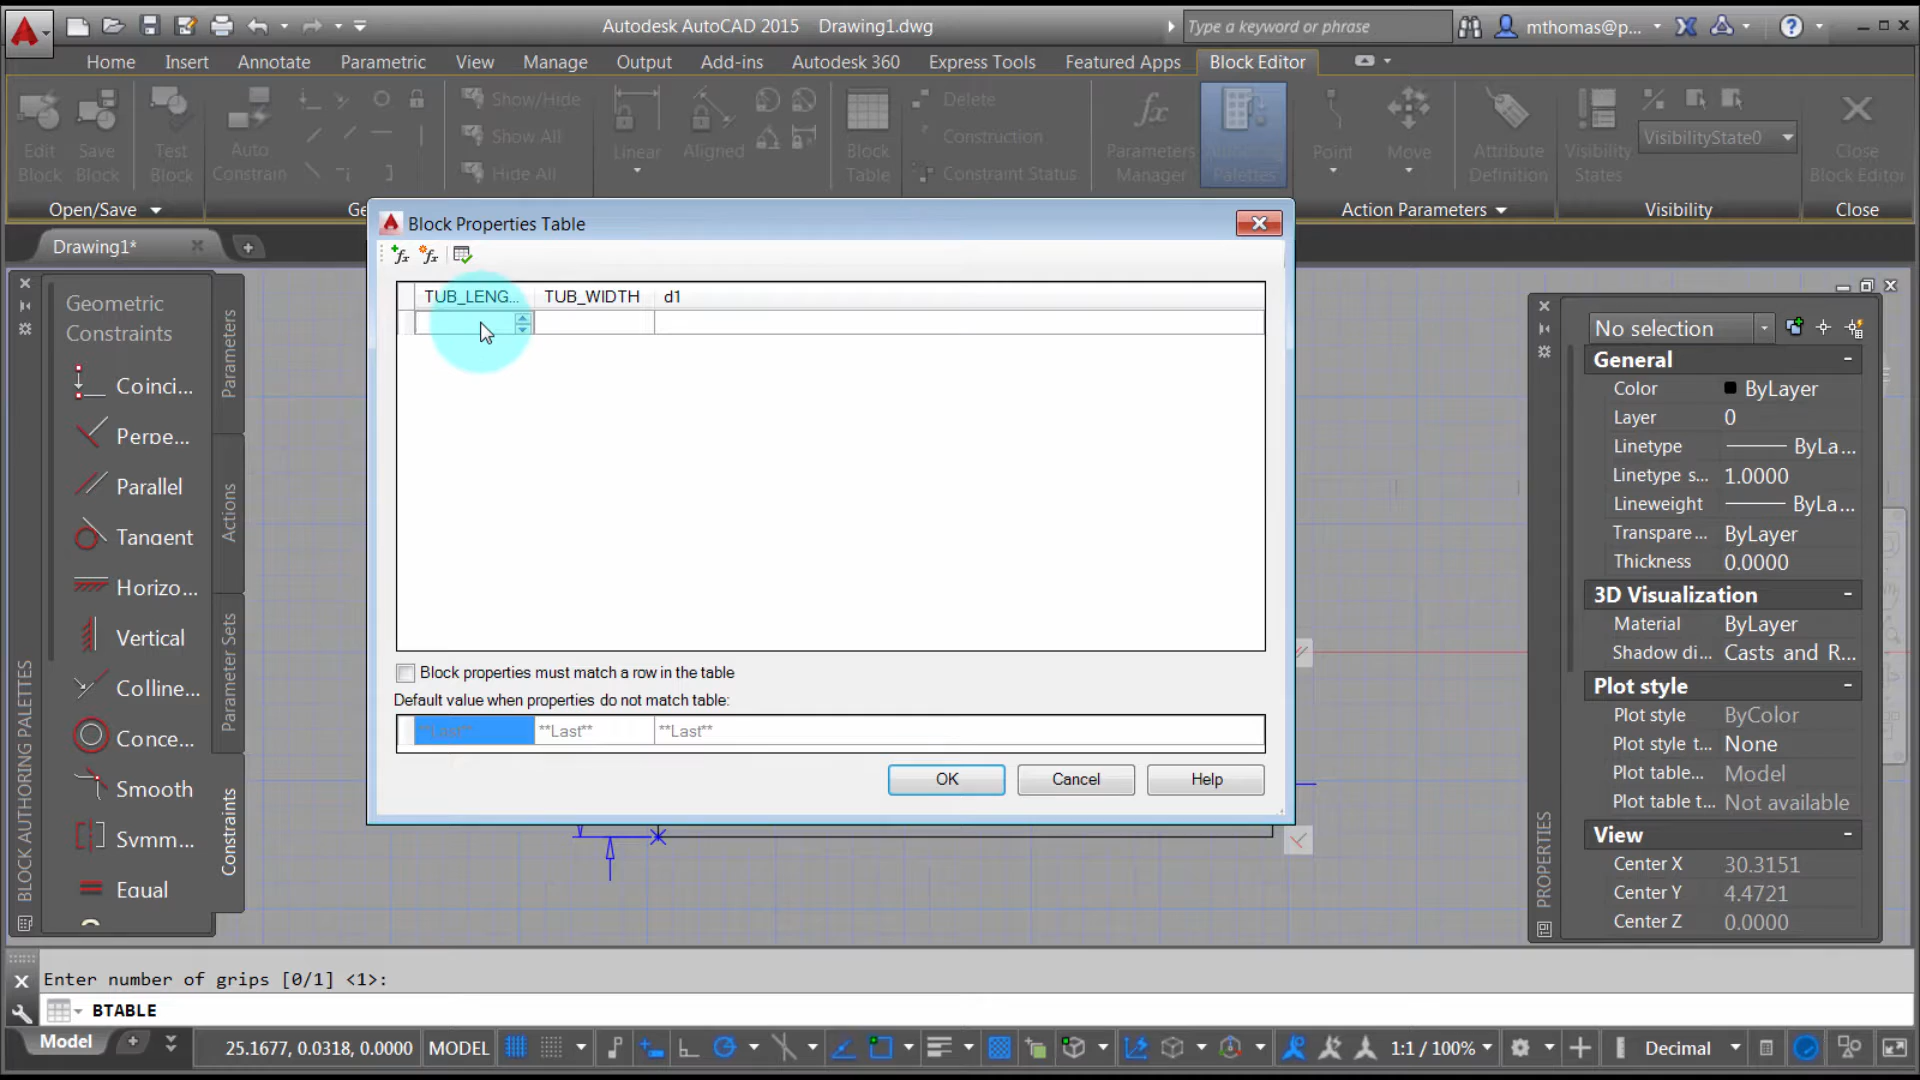 Autodesk AutoCAD 2015 Drawing1.dwg
Type a keyword or phrase
mthomas@p...
Home Insert Annotate Parametric View Manage Output Add-ins Autodesk 360 Express Tools Featured Apps Block Editor
Edit Block
Save Block
Test Block
Auto Constrain
Show/Hide
Show All
Hide All
Linear
Aligned
Block Table
Delete
Construction
Constraint Status
Parameters Manager
Palettes
Point
Move
Attribute Definition
Visibility States
VisibilityState0
Close Block Editor
Open/Save
Ge
Action Parameters
Visibility
Close
Drawing1*
Block Properties Table
TUB_LENG... TUB_WIDTH d1
Block properties must match a row in the table
Default value when properties do not match table:
**Last** **Last** **Last**
OK Cancel Help
BLOCK AUTHORING PALETTES
Geometric
Constraints
Coinci...
Perpe...
Parallel
Tangent
Horizo...
Vertical
Colline...
Conce...
Smooth
Symm...
Equal
Parameters
Actions
Parameter Sets
Constraints
PROPERTIES
No selection
General
Color ByLayer
Layer 0
Linetype ByLa...
Linetype s... 1.0000
Lineweight ByLa...
Transpare... ByLayer
Thickness 0.0000
3D Visualization
Material ByLayer
Shadow di... Casts and R...
Plot style
Plot style ByColor
Plot style t... None
Plot table... Model
Plot table t... Not available
View
Center X 30.3151
Center Y 4.4721
Center Z 0.0000
Enter number of grips [0/1] <1>:
BTABLE
Model
25.1677, 0.0318, 0.0000 MODEL
1:1 / 100%
Decimal